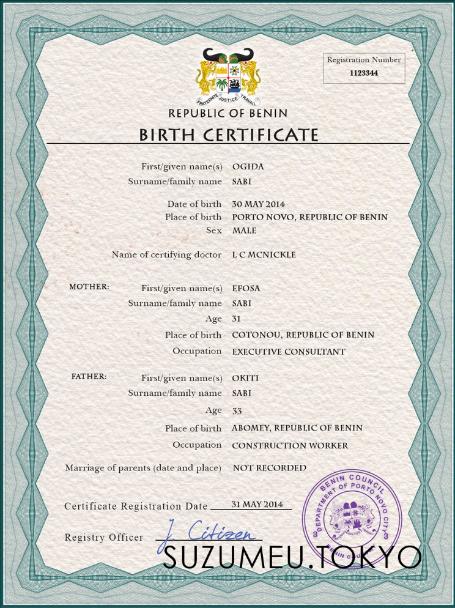 Registration Number
1123344
UNITÉ JUSTICE TRAVAIL
REPUBLIC OF BENIN
BIRTH CERTIFICATE
First/given name(s) OGIDA
Surname/family name SABI
Date of birth 30 MAY 2014
Place of birth PORTO NOVO, REPUBLIC OF BENIN
Sex MALE
Name of certifying doctor L C MCNICKLE
MOTHER: First/given name(s) EFOSA
Surname/family name SABI
Age 31
Place of birth COTONOU, REPUBLIC OF BENIN
Occupation EXECUTIVE CONSULTANT
FATHER: First/given name(s) OKITI
Surname/family name SABI
Age 33
Place of birth ABOMEY, REPUBLIC OF BENIN
Occupation CONSTRUCTION WORKER
Marriage of parents (date and place) NOT RECORDED
Certificate Registration Date 31 MAY 2014
Registry Officer J Citizen
BENIN COUNCIL
DEPARTMENT OF PORTO NOVO CITY
SUZUMEU.TOKYO